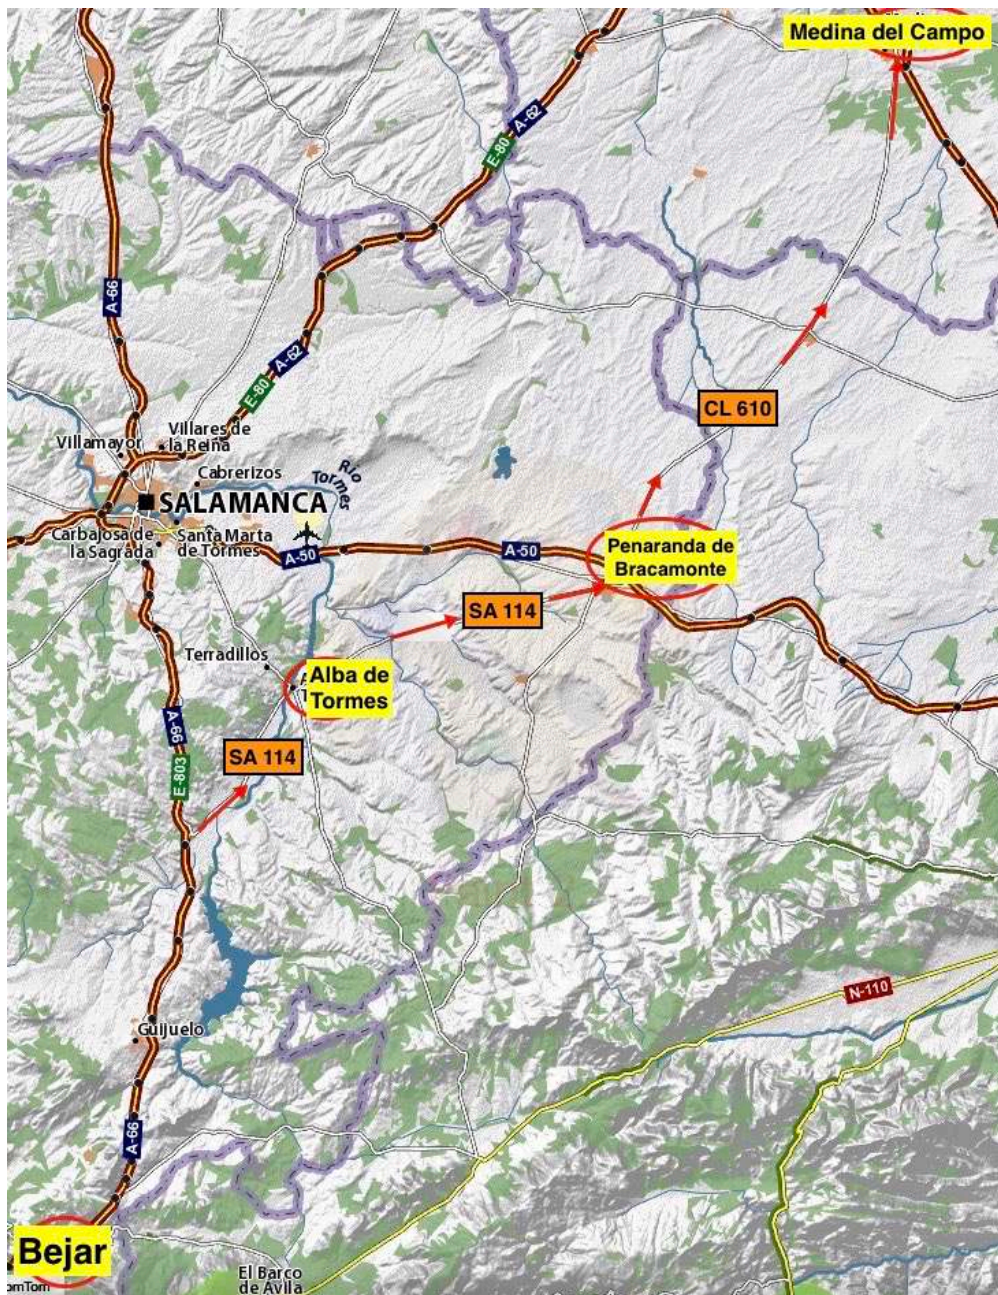 Medina del Campo
A-62
E-80
A-66
A-62
E-80
CL 610
Villares de
la Reina
Villamayor
Cabrerizos
Rio
Tormes
SALAMANCA
Carbajosa de
la Sagrada
Santa Marta
de Tormes
A-50
A-50
Penaranda de
Bracamonte
SA 114
Terradillos
Alba de
Tormes
A-66
SA 114
E-803
N-110
Guijuelo
A-66
Bejar
El Barco
de Avila
omTom